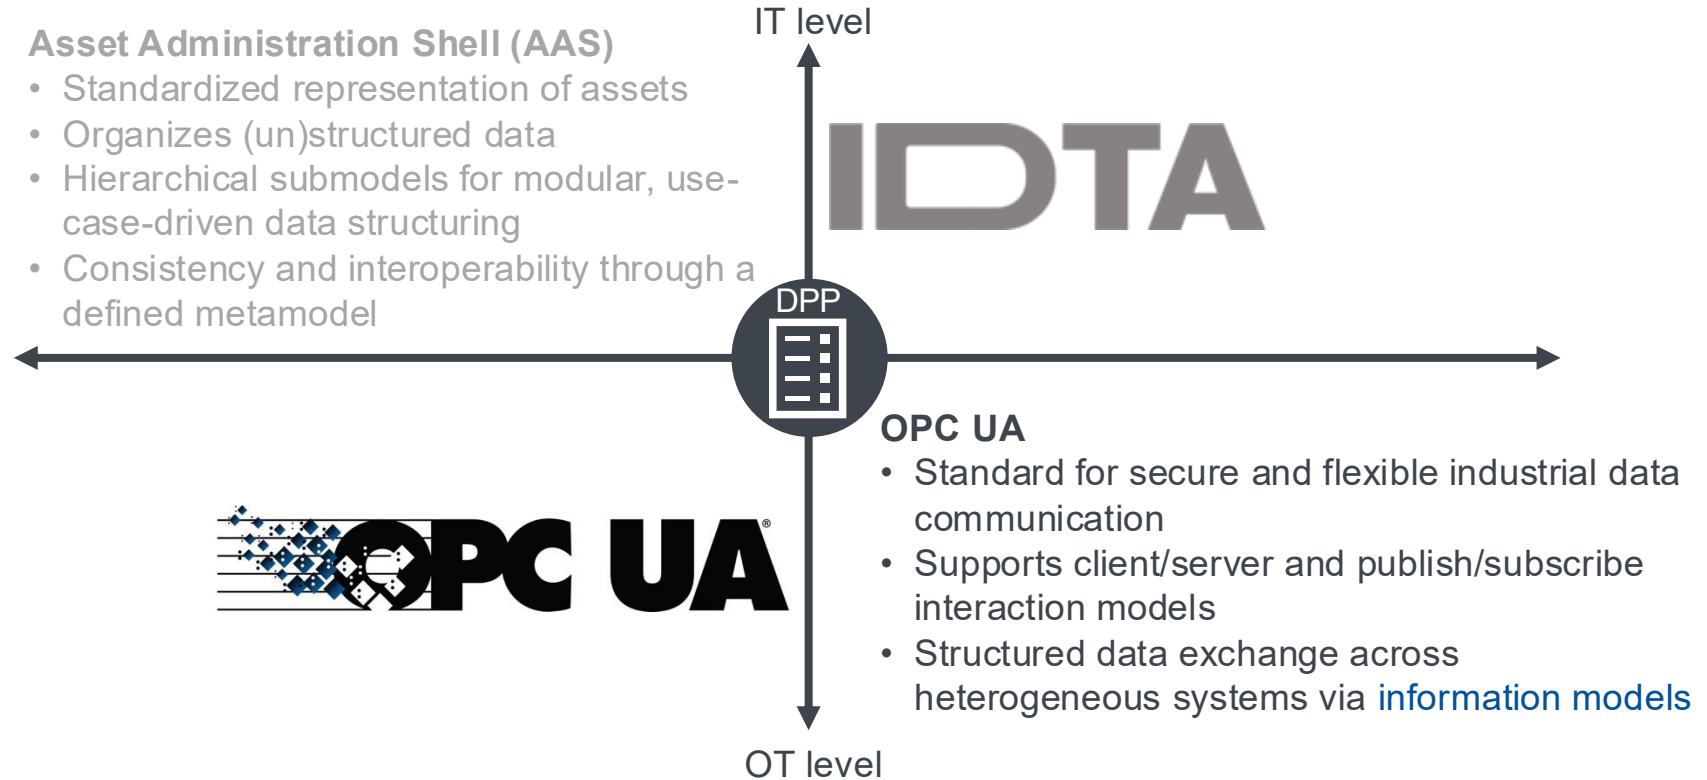 IT level
Asset Administration Shell (AAS)
• Standardized representation of assets
• Organizes (un)structured data
• Hierarchical submodels for modular, use-
case-driven data structuring
• Consistency and interoperability through a
defined metamodel
IDTA
DPP
OPC UA®
OPC UA
• Standard for secure and flexible industrial data
communication
• Supports client/server and publish/subscribe
interaction models
• Structured data exchange across
heterogeneous systems via information models
OT level